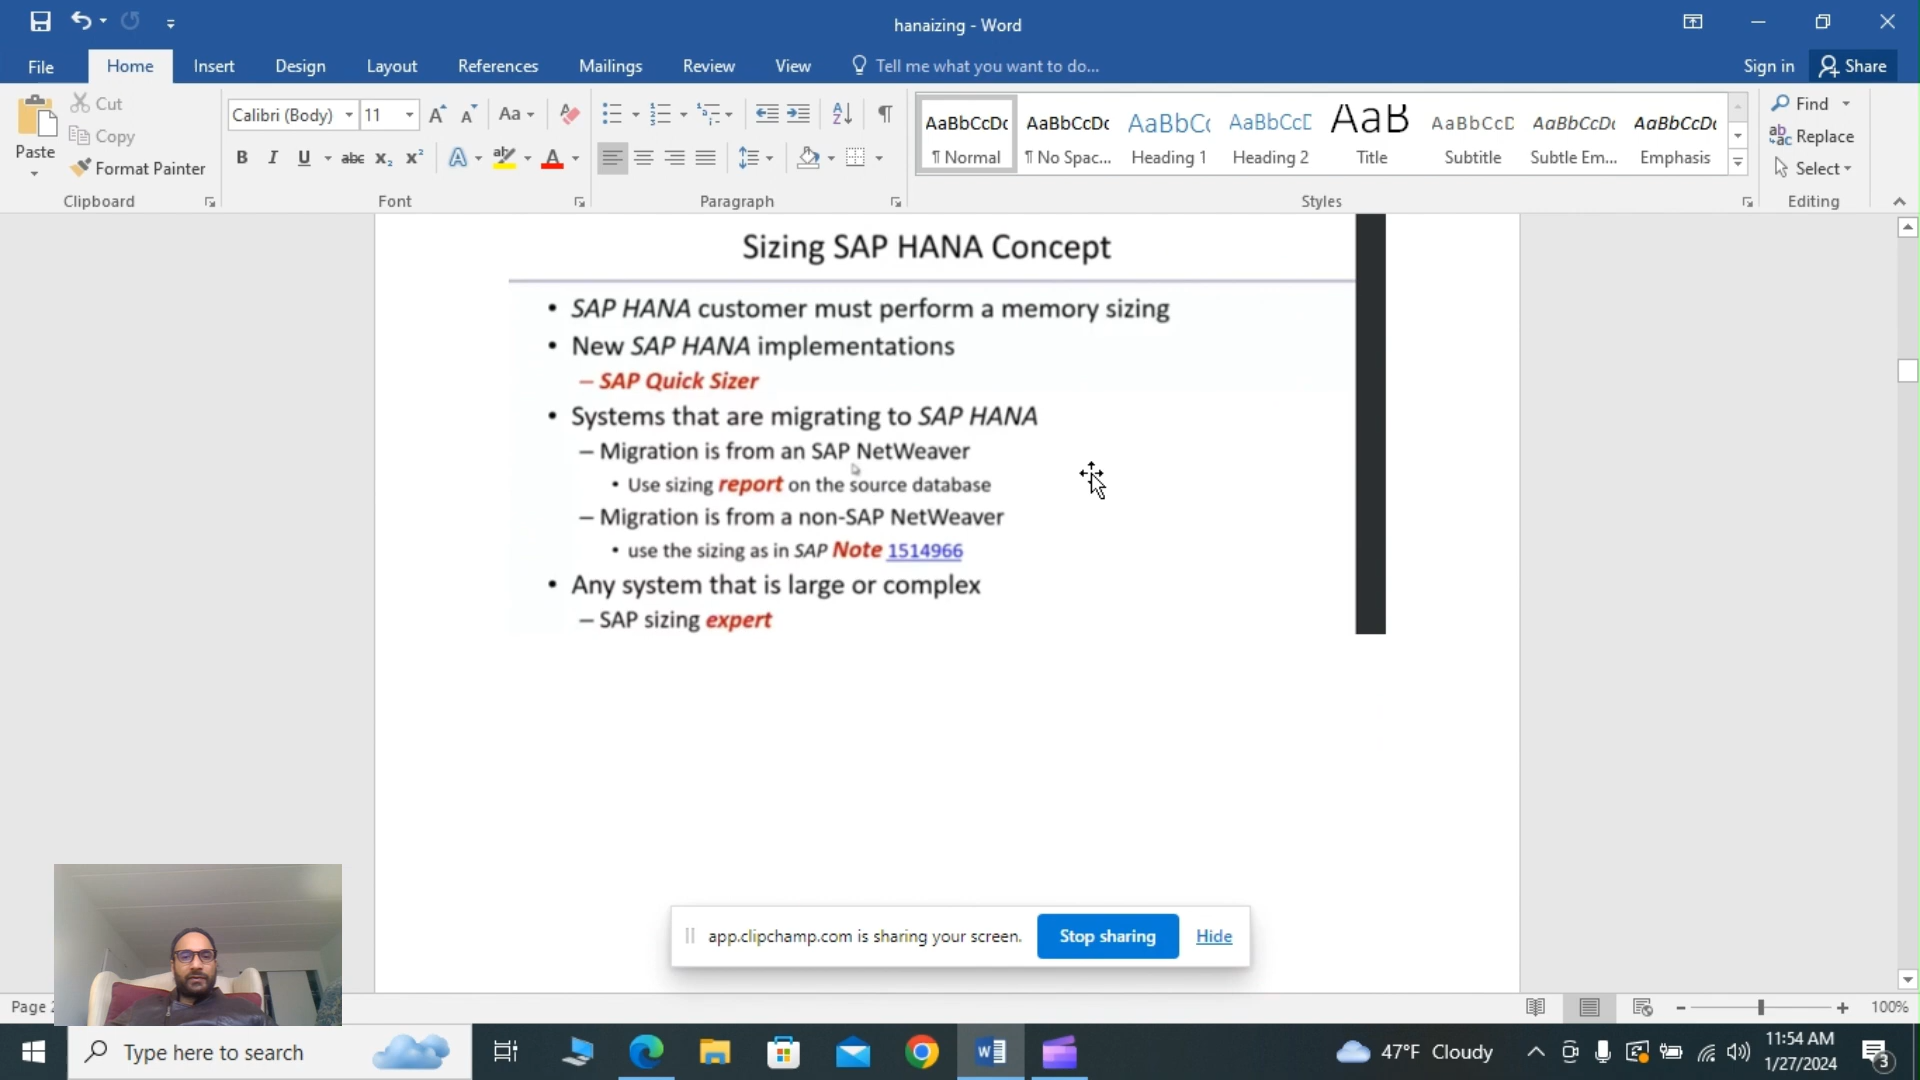 hanaizing - Word
File Home Insert Design Layout References Mailings Review View Tell me what you want to do... Sign in Share
Paste
Cut
Copy
Format Painter
Clipboard
Calibri (Body) 11
Font
Paragraph
AaBbCcDc AaBbCcDc AaBbCc AaBbCcD AaB AaBbCcD AaBbCcDc AaBbCcDc
¶ Normal ¶ No Spac... Heading 1 Heading 2 Title Subtitle Subtle Em... Emphasis
Styles
Find
Replace
Select
Editing
Sizing SAP HANA Concept
• SAP HANA customer must perform a memory sizing
• New SAP HANA implementations
– SAP Quick Sizer
• Systems that are migrating to SAP HANA
– Migration is from an SAP NetWeaver
• Use sizing report on the source database
– Migration is from a non-SAP NetWeaver
• use the sizing as in SAP Note 1514966
• Any system that is large or complex
– SAP sizing expert
app.clipchamp.com is sharing your screen. Stop sharing Hide
Page
100%
Type here to search
47°F Cloudy
11:54 AM
1/27/2024
3